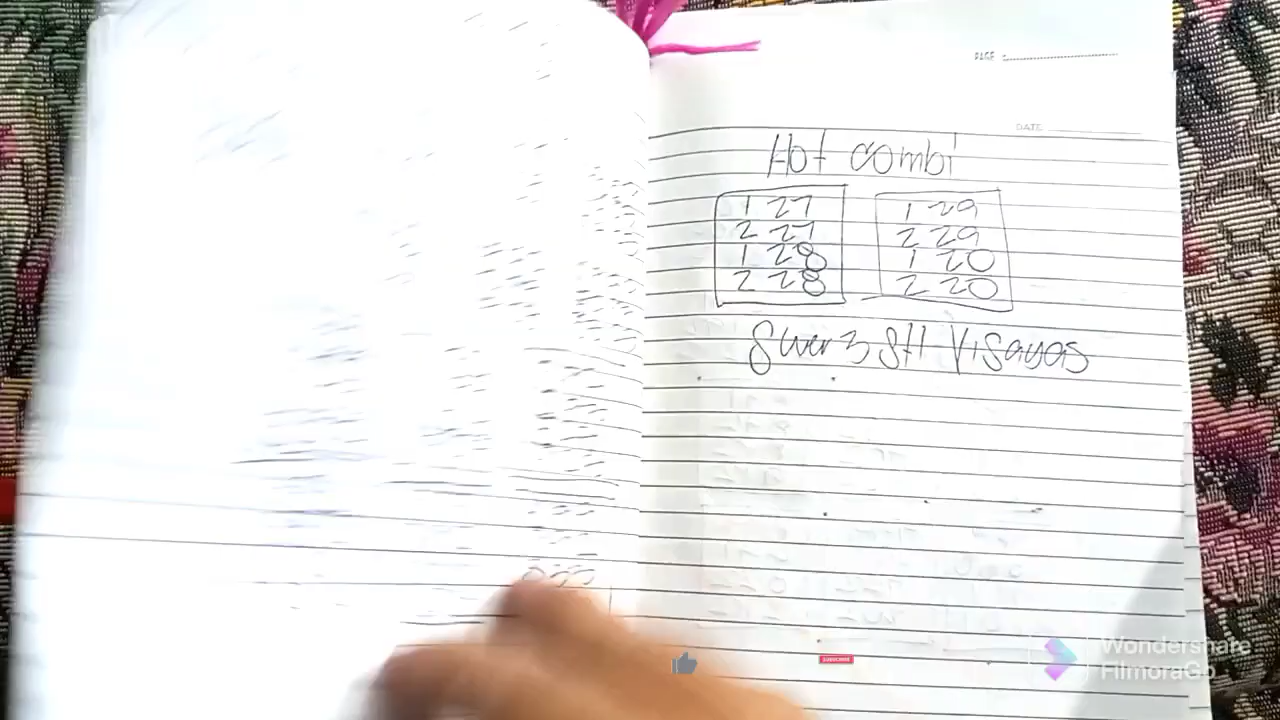 PAGE :
DATE
Hot combi
1 27
2 27
1 28
2 28
1 29
2 29
1 20
2 20
Swer3 Stl Visayas
SUBSCRIBE
Wondershare
FilmoraGo